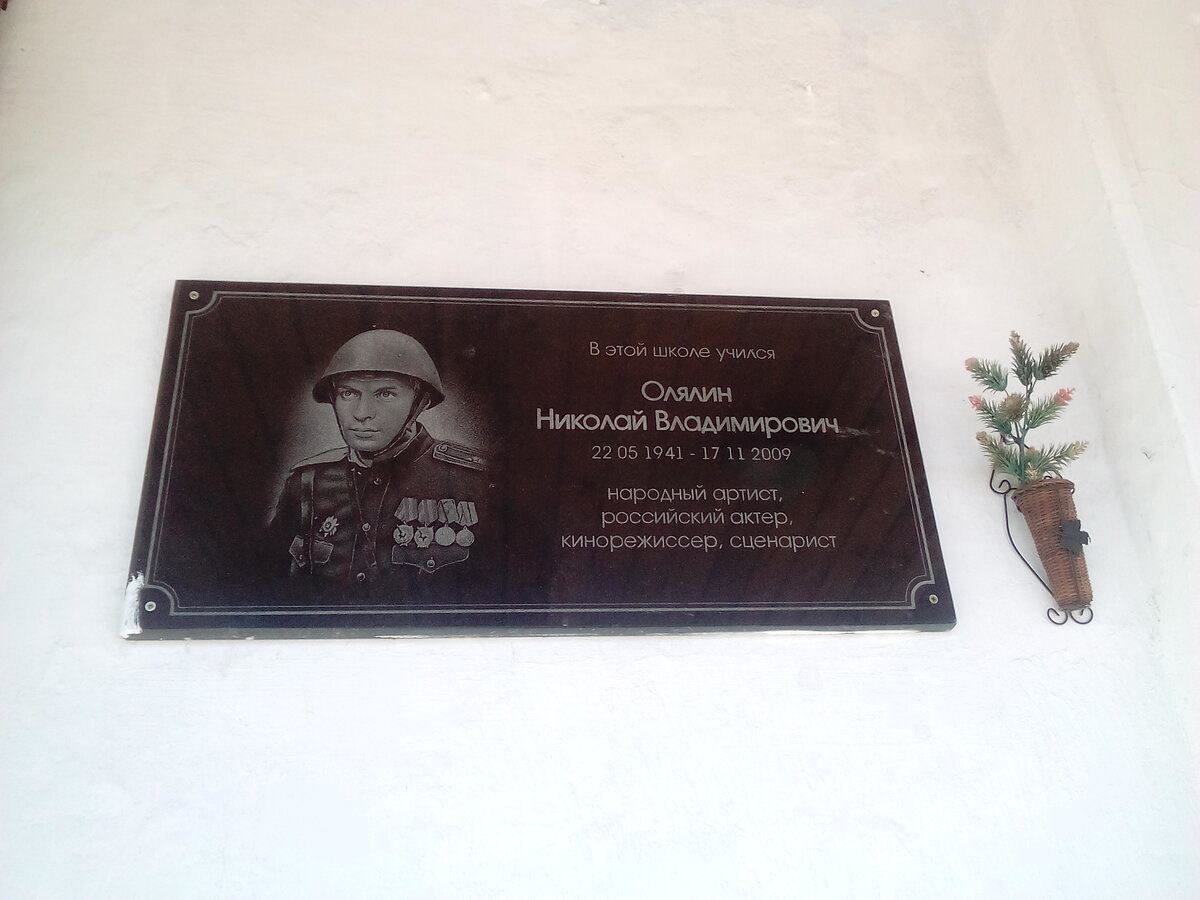 В этой школе учился
Олялин
Николай Владимирович
22 05 1941 - 17 11 2009
народный артист,
российский актер,
кинорежиссер, сценарист